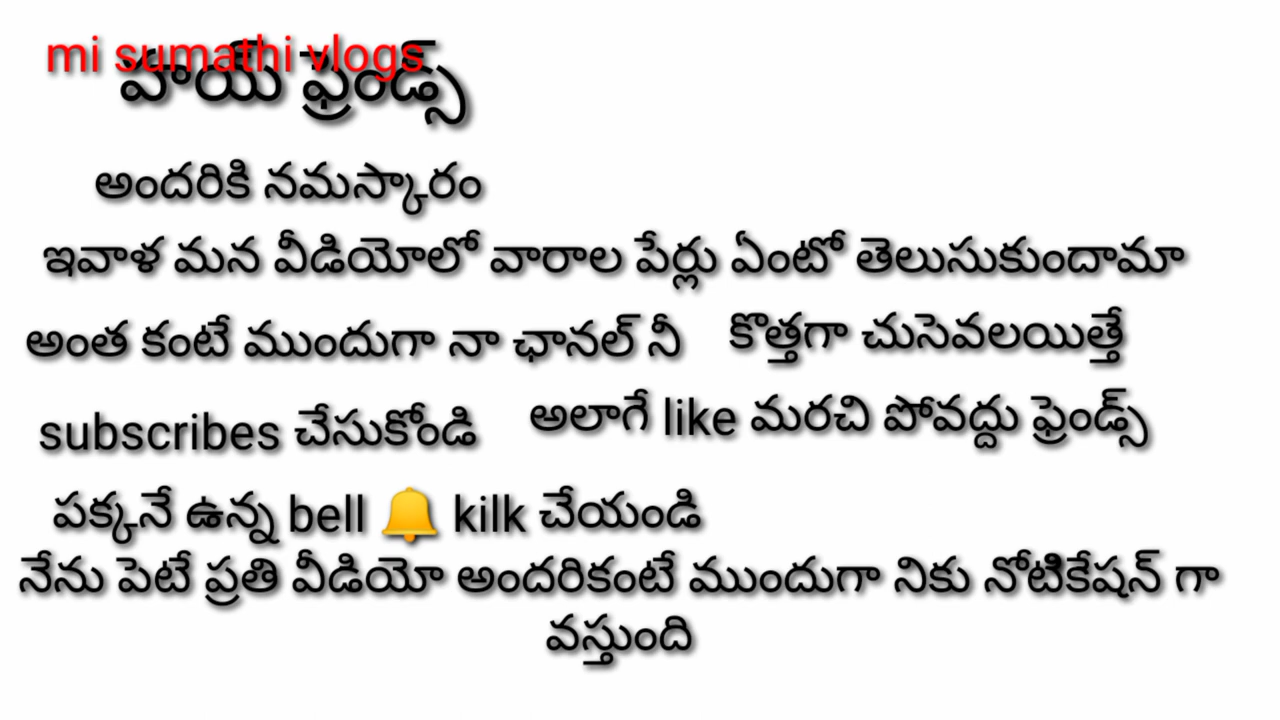 mi sumathi vlogs
హాయ్ ఫ్రెండ్స్
అందరికి నమస్కారం
ఇవాళ మన వీడియోలో వారాల పేర్లు ఏంటో తెలుసుకుందామా
అంత కంటే ముందుగా నా ఛానల్ నీ కొత్తగా చుసెవలయిత్తే
subscribes చేసుకోండి అలాగే like మరచి పోవద్దు ఫ్రెండ్స్
పక్కనే ఉన్న bell 🔔 kilk చేయండి
నేను పెటే ప్రతి వీడియో అందరికంటే ముందుగా నికు నోటికేషన్ గా
వస్తుంది